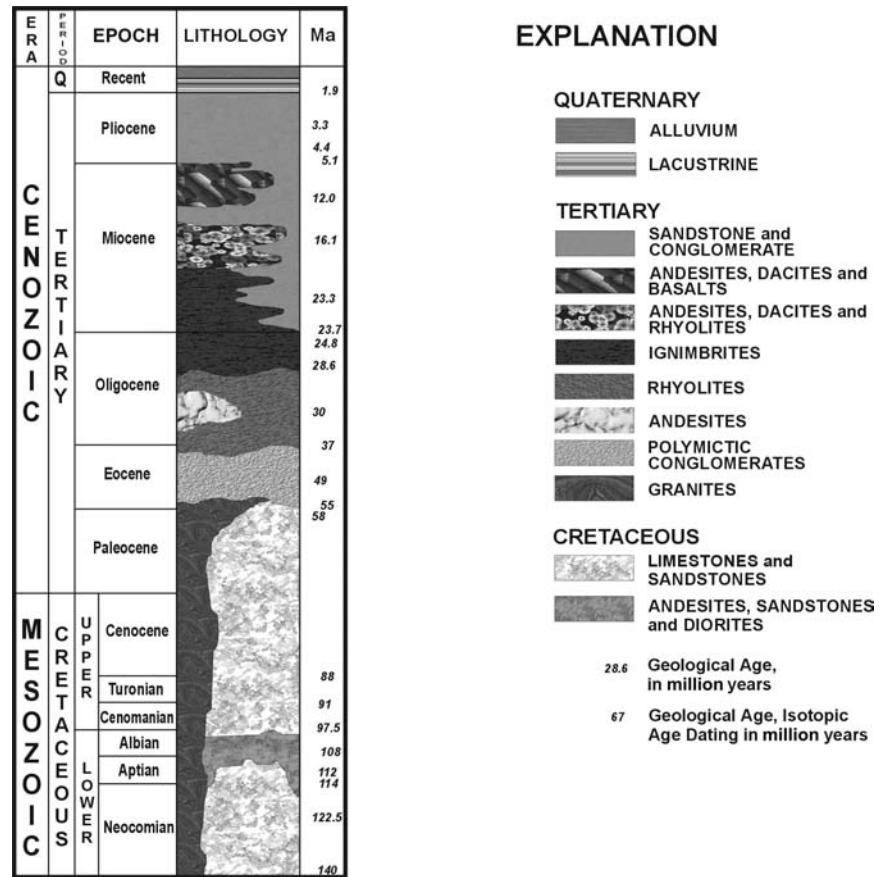 ERA
PERIOD
EPOCH
LITHOLOGY
Ma
CENOZOIC
Q
Recent
1.9
TERTIARY
Pliocene
3.3
4.4
5.1
Miocene
12.0
16.1
23.3
23.7
Oligocene
24.8
28.6
30
37
Eocene
49
55
Paleocene
58
MESOZOIC
CRETACEOUS
UPPER
Cenocene
88
Turonian
91
Cenomanian
97.5
LOWER
Albian
108
Aptian
112
114
Neocomian
122.5
140
EXPLANATION
QUATERNARY
ALLUVIUM
LACUSTRINE
TERTIARY
SANDSTONE and
CONGLOMERATE
ANDESITES, DACITES and
BASALTS
ANDESITES, DACITES and
RHYOLITES
IGNIMBRITES
RHYOLITES
ANDESITES
POLYMICTIC
CONGLOMERATES
GRANITES
CRETACEOUS
LIMESTONES and
SANDSTONES
ANDESITES, SANDSTONES
and DIORITES
28.6 Geological Age,
in million years
67 Geological Age, Isotopic
Age Dating in million years